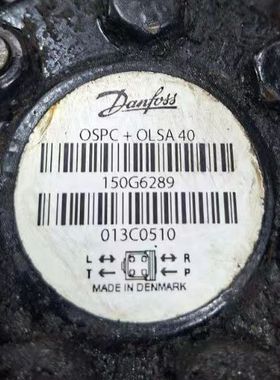 Danfoss
OSPC + OLSA 40
150G6289
013C0510
L R
T P
MADE IN DENMARK